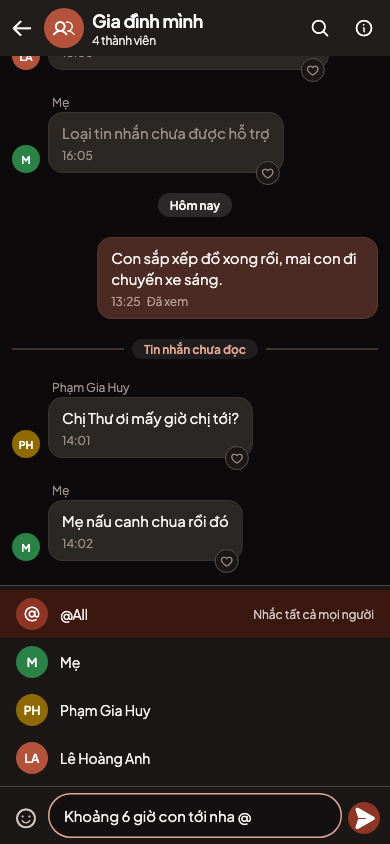 Gia đình mình
4 thành viên
LA
Mẹ
Loại tin nhắn chưa được hỗ trợ
16:05
M
Hôm nay
Con sắp xếp đồ xong rồi, mai con đi
chuyến xe sáng.
13:25 Đã xem
Tin nhắn chưa đọc
Phạm Gia Huy
Chị Thư ơi mấy giờ chị tới?
14:01
PH
Mẹ
Mẹ nấu canh chua rồi đó
14:02
M
@ @All Nhắc tất cả mọi người
M Mẹ
PH Phạm Gia Huy
LA Lê Hoàng Anh
Khoảng 6 giờ con tới nha @